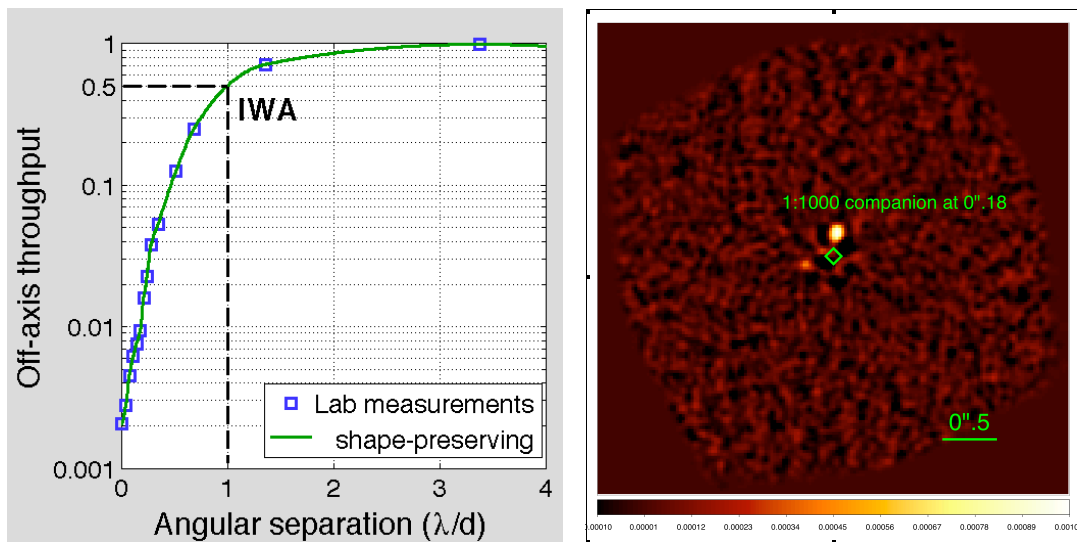 1
0.5
0.1
0.01
0.001
Off-axis throughput
IWA
Lab measurements
shape-preserving
0 1 2 3 4
Angular separation (λ/d)
1:1000 companion at 0".18
0".5
0.00010 0.00001 0.00012 0.00023 0.00034 0.00045 0.00056 0.00067 0.00078 0.00089 0.0010